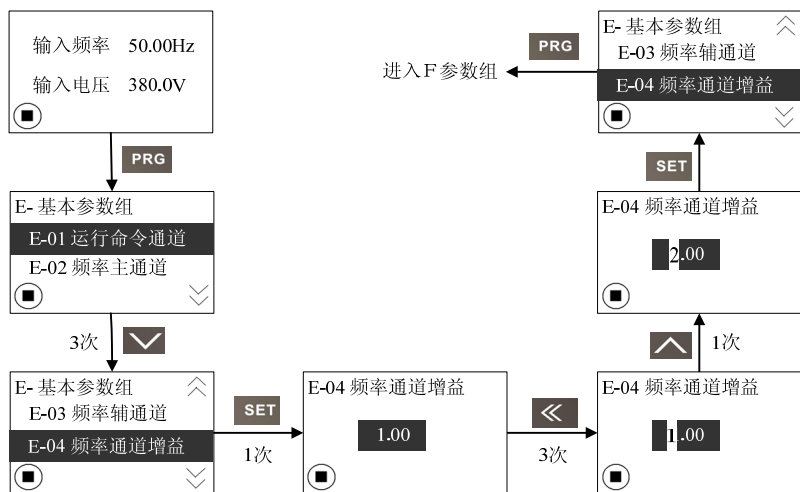 输入频率 50.00Hz
输入电压 380.0V
PRG
E- 基本参数组
E-01 运行命令通道
E-02 频率主通道
3次
E- 基本参数组
E-03 频率辅通道
E-04 频率通道增益
SET
1次
E-04 频率通道增益
1.00
3次
E-04 频率通道增益
1.00
1次
E-04 频率通道增益
2.00
SET
E- 基本参数组
E-03 频率辅通道
E-04 频率通道增益
PRG
进入F参数组